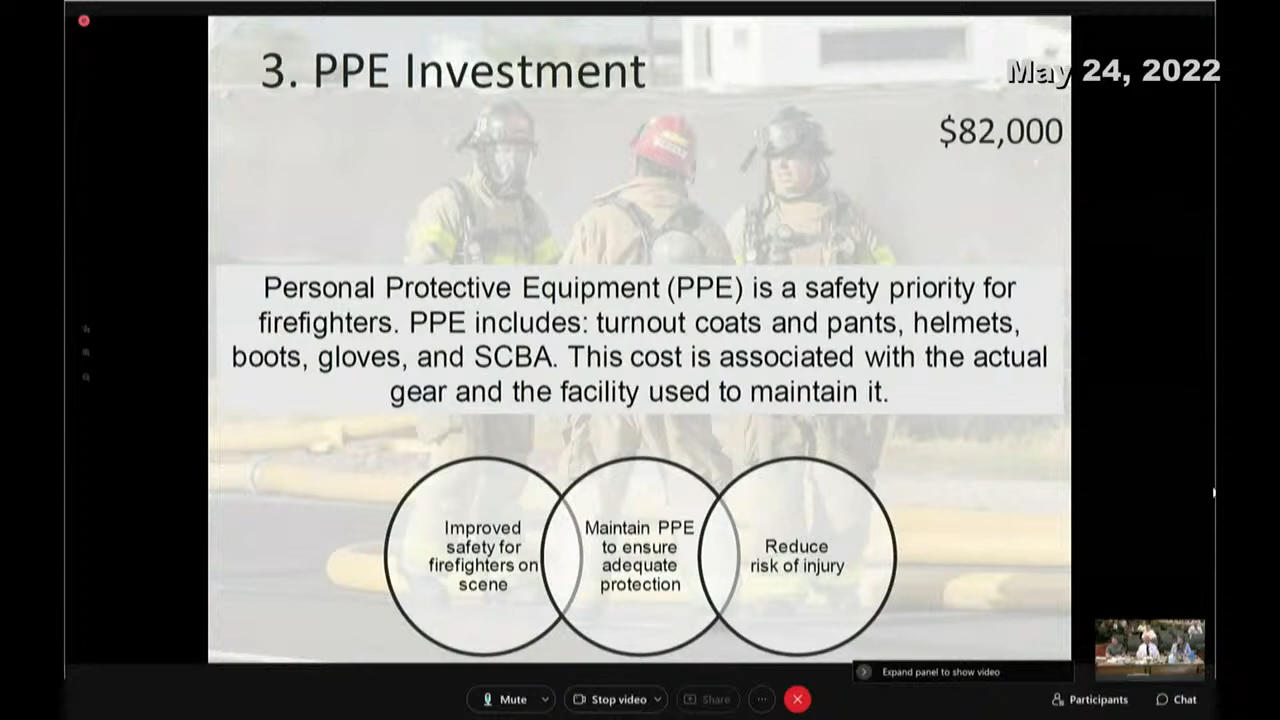 3. PPE Investment
May 24, 2022
$82,000
Personal Protective Equipment (PPE) is a safety priority for
firefighters. PPE includes: turnout coats and pants, helmets,
boots, gloves, and SCBA. This cost is associated with the actual
gear and the facility used to maintain it.
Improved
safety for
firefighters on
scene
Maintain PPE
to ensure
adequate
protection
Reduce
risk of injury
Expand panel to show video
Mute
Stop video
Share
Participants
Chat